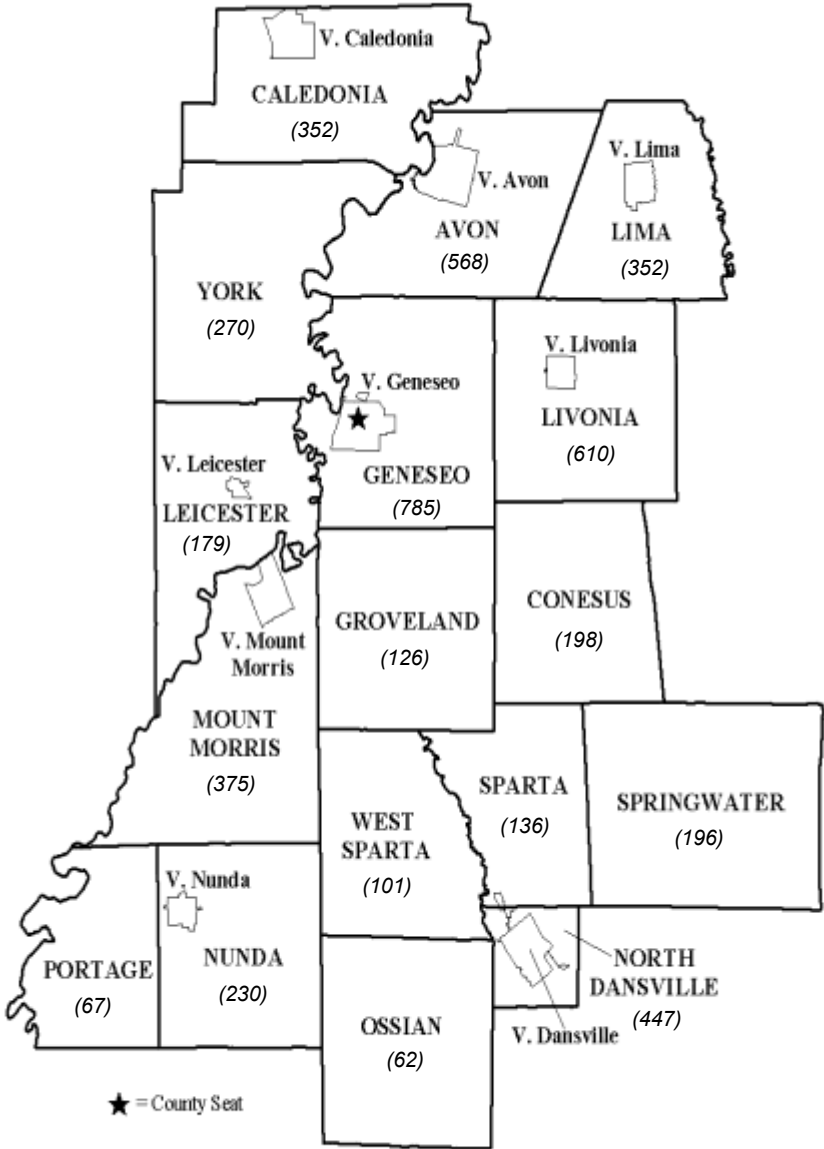 V. Caledonia
CALEDONIA
(352)
V. Avon
AVON
(568)
V. Lima
LIMA
(352)
YORK
(270)
V. Geneseo
GENESEO
(785)
V. Livonia
LIVONIA
(610)
V. Leicester
LEICESTER
(179)
GROVELAND
(126)
CONESUS
(198)
V. Mount
Morris
MOUNT
MORRIS
(375)
WEST
SPARTA
(101)
SPARTA
(136)
SPRINGWATER
(196)
PORTAGE
(67)
V. Nunda
NUNDA
(230)
OSSIAN
(62)
NORTH
DANSVILLE
(447)
V. Dansville
= County Seat